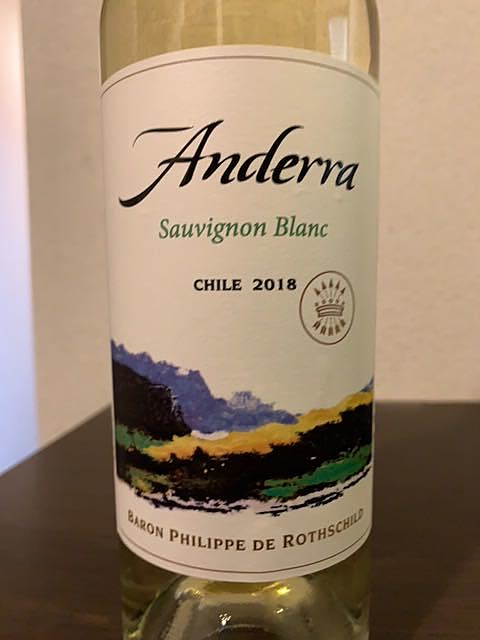 Anderra
Sauvignon Blanc
CHILE 2018
BARON PHILIPPE DE ROTHSCHILD